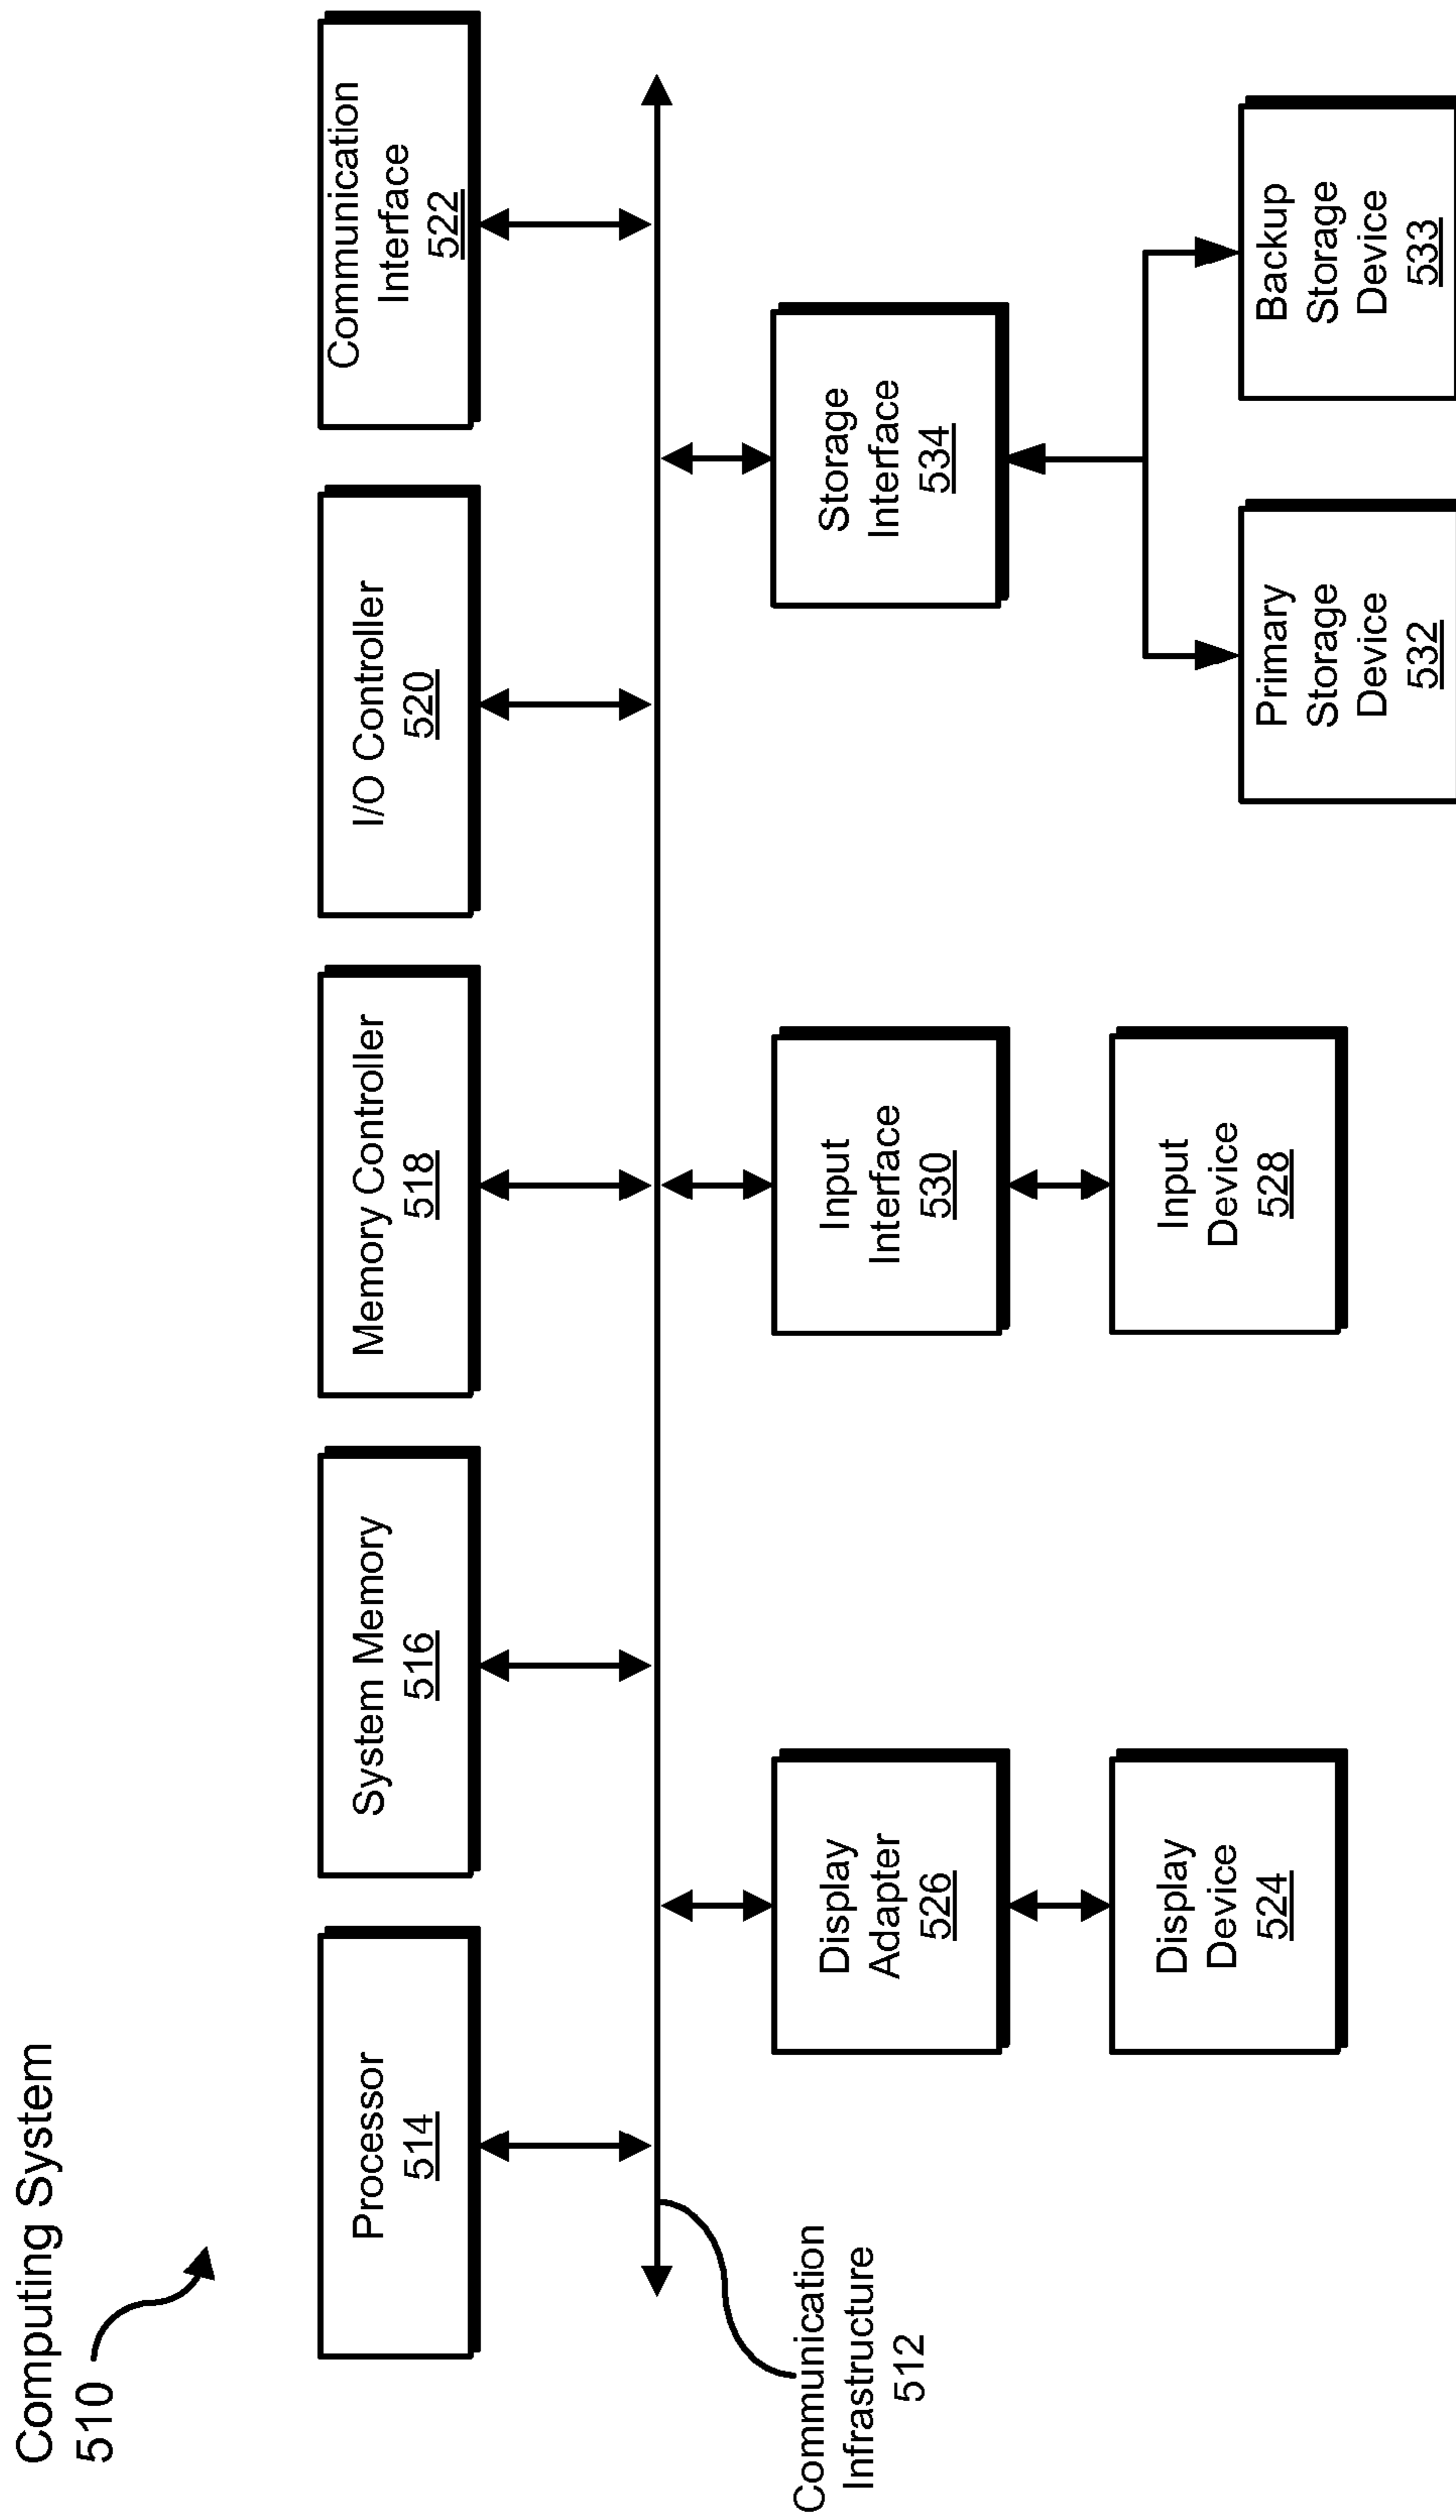 Computing System
510
Processor
514
System Memory
516
Memory Controller
518
I/O Controller
520
Communication
Interface
522
Communication
Infrastructure
512
Display
Adapter
526
Input
Interface
530
Storage
Interface
534
Display
Device
524
Input
Device
528
Primary
Storage
Device
532
Backup
Storage
Device
533